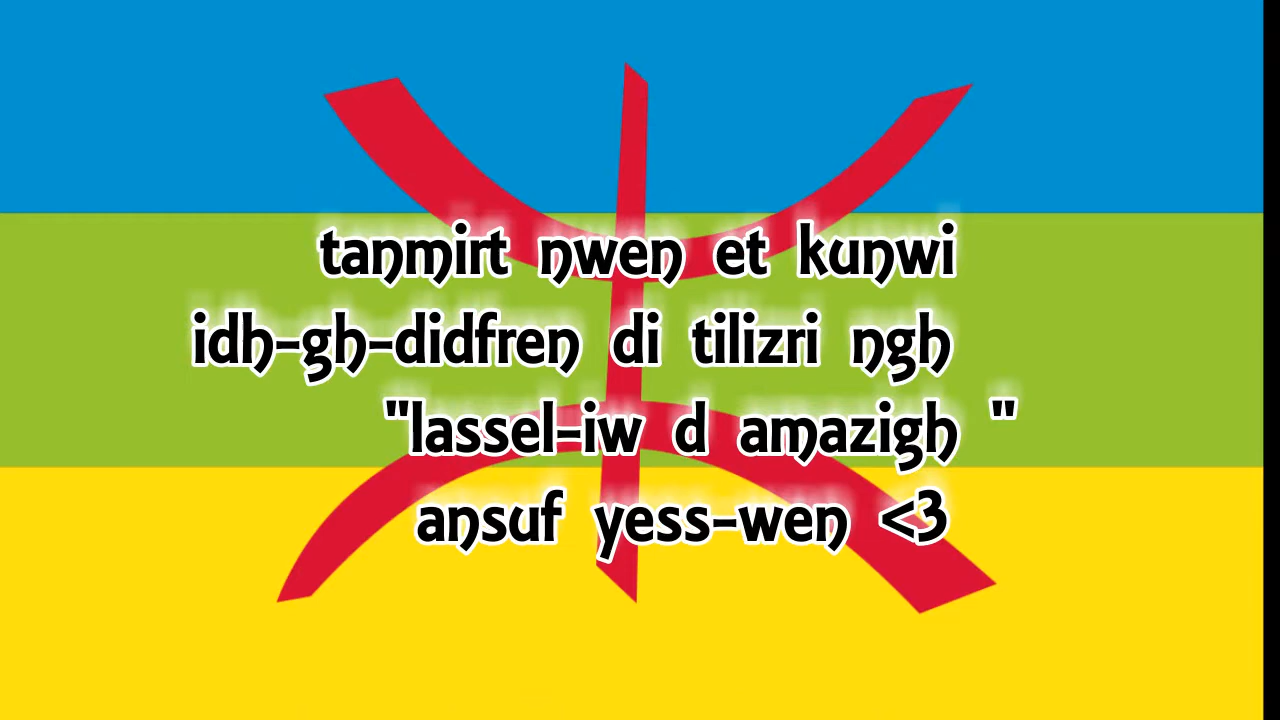 tanmirt nwen et kunwi
idh-gh-didfren di tilizri ngh
"lassel-iw d amazigh "
ansuf yess-wen <3